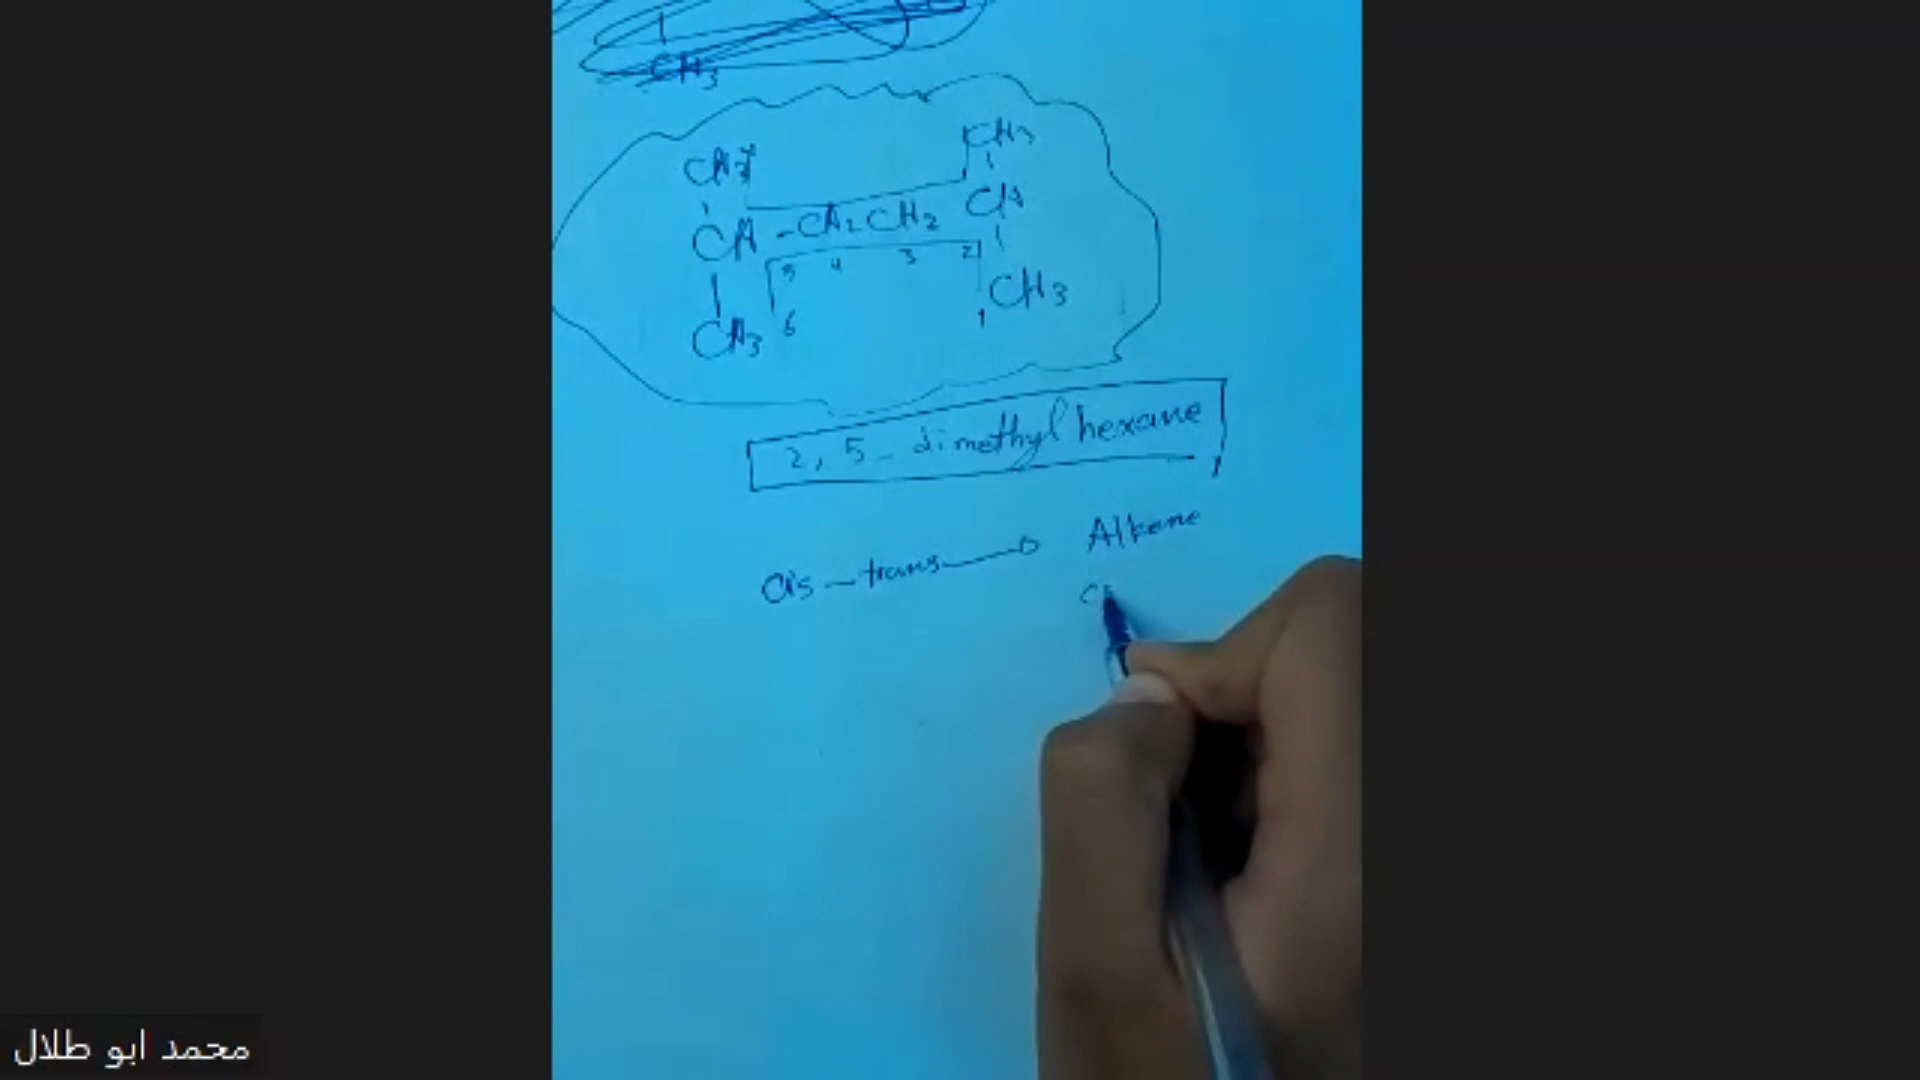 CH3
CH3 CH3
CH - CH2 CH2 CH
5 4 3 2
CH3 6 1 CH3
2, 5 - dimethyl hexane
Cis - trans Alkene
محمد ابو طلال